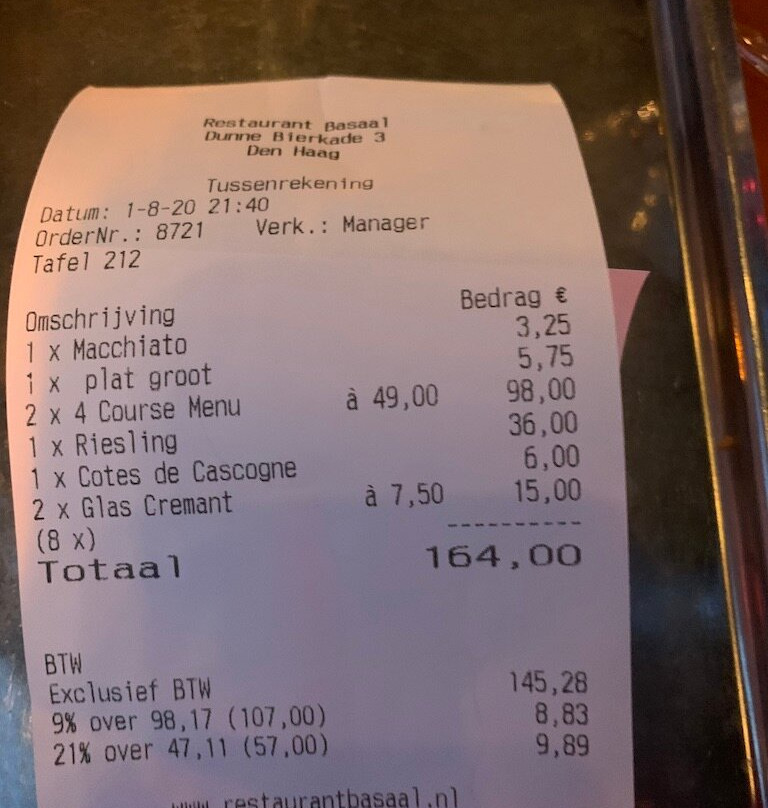 Restaurant Basaal
Dunne Bierkade 3
Den Haag
Tussenrekening
Datum: 1-8-20 21:40
OrderNr.: 8721 Verk.: Manager
Tafel 212
Omschrijving Bedrag €
1 x Macchiato 3,25
1 x plat groot 5,75
2 x 4 Course Menu à 49,00 98,00
1 x Riesling 36,00
1 x Cotes de Cascogne 6,00
2 x Glas Cremant à 7,50 15,00
(8 x) ----------
Totaal 164,00
BTW
Exclusief BTW 145,28
9% over 98,17 (107,00) 8,83
21% over 47,11 (57,00) 9,89
www.restaurantbasaal.nl